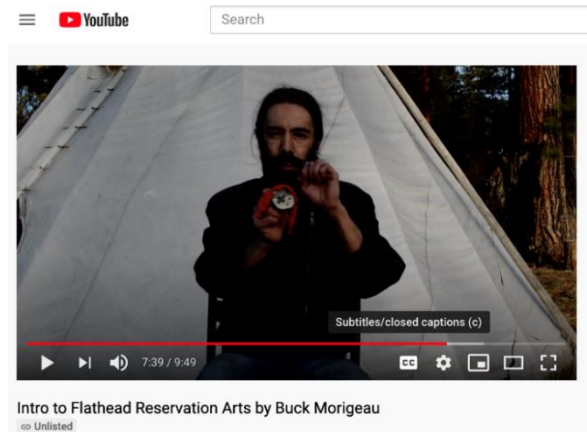 YouTube
Search
Subtitles/closed captions (c)
7:39 / 9:49
CC
Intro to Flathead Reservation Arts by Buck Morigeau
Unlisted